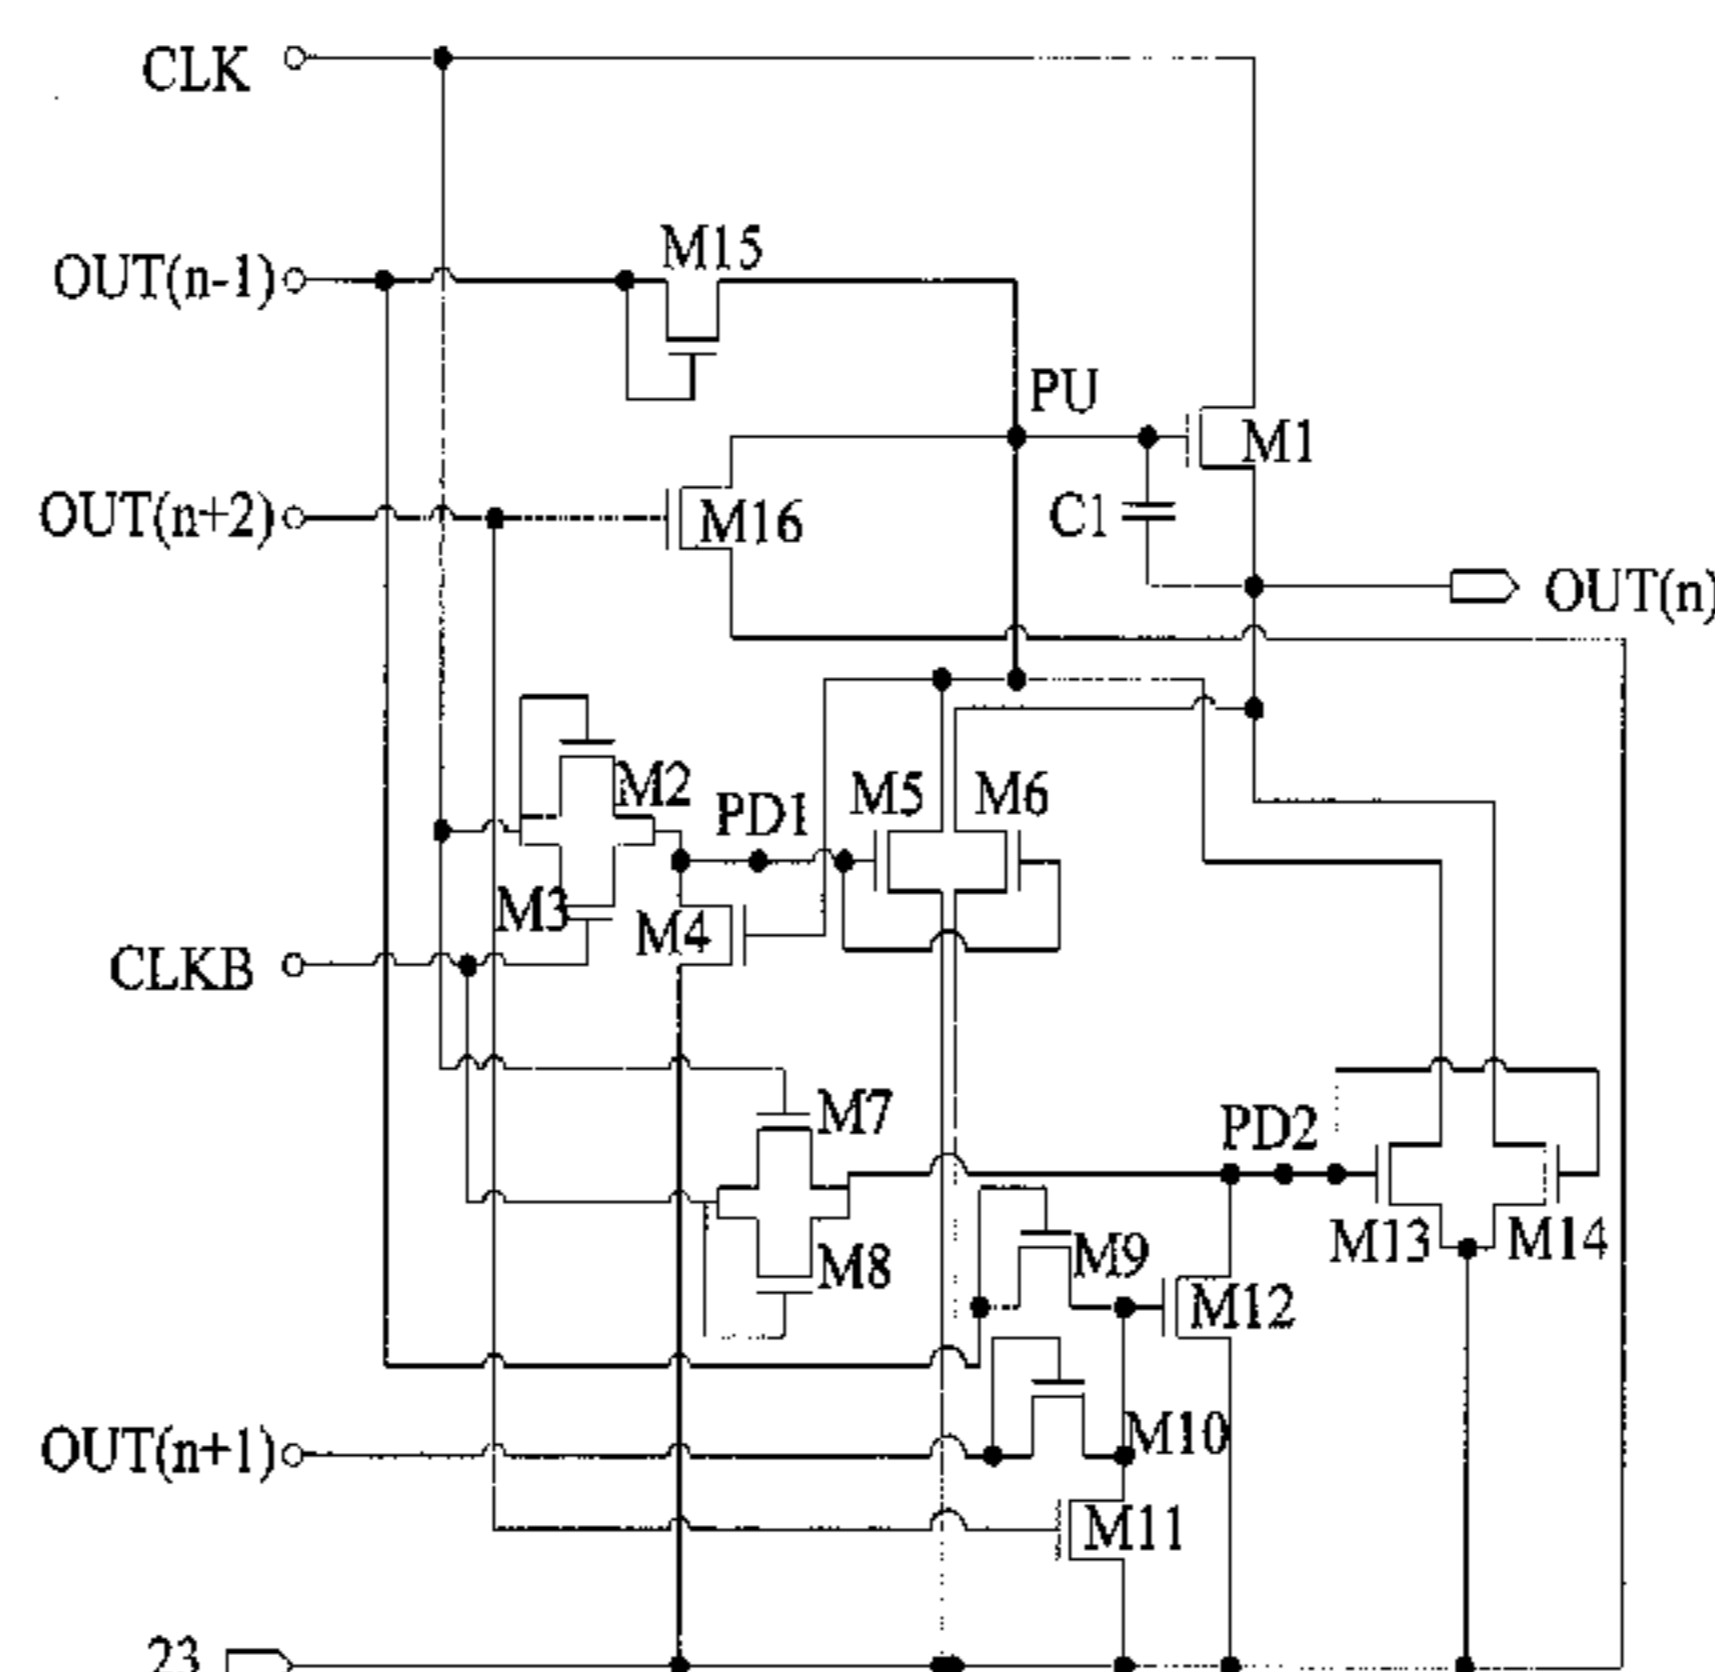 CLK
M15
OUT(n-1)
PU
M1
OUT(n+2)
M16
C1
OUT(n)
M2
PD1
M5
M6
M3
M4
CLKB
M7
PD2
M13
M14
M8
M9
M12
M10
OUT(n+1)
M11
23